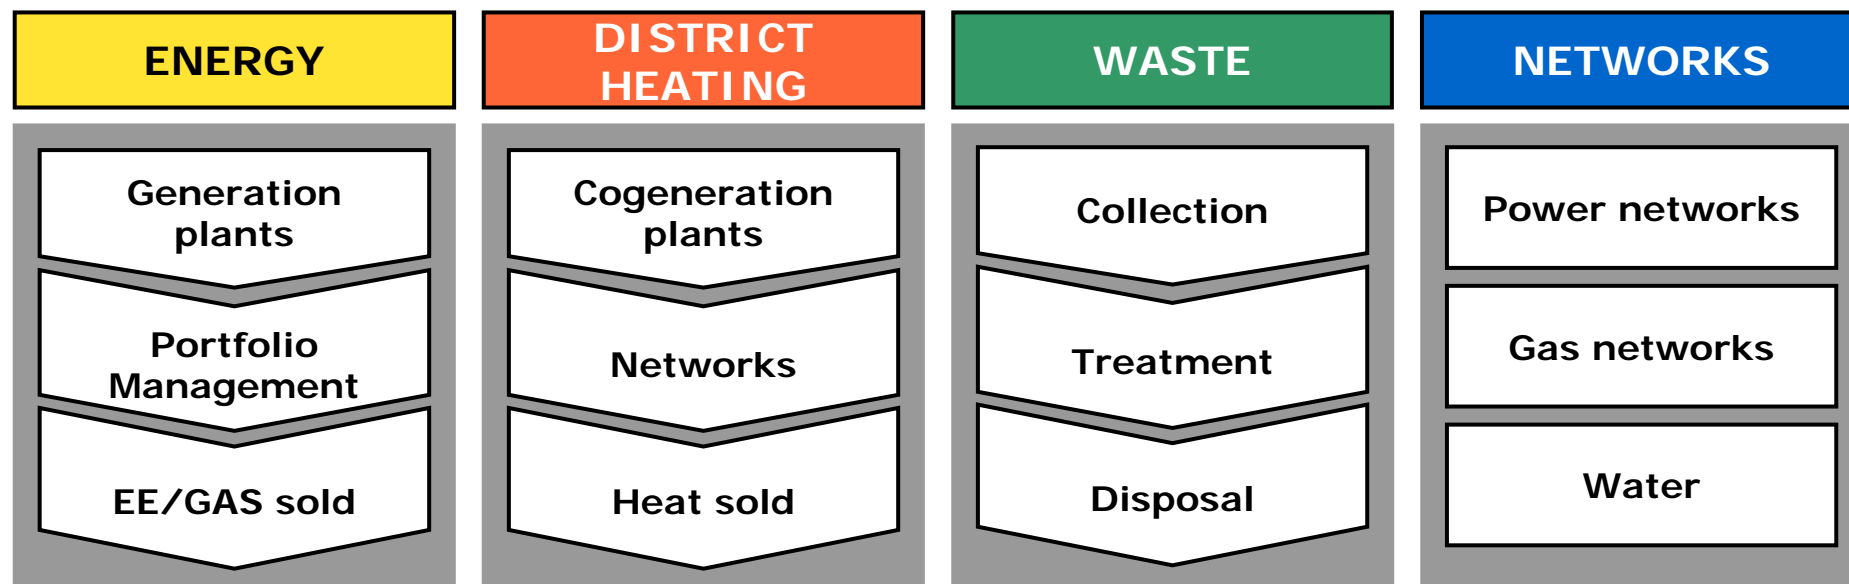 ENERGY
DISTRICT
HEATING
WASTE
NETWORKS
Generation
plants
Portfolio
Management
EE/GAS sold
Cogeneration
plants
Networks
Heat sold
Collection
Treatment
Disposal
Power networks
Gas networks
Water